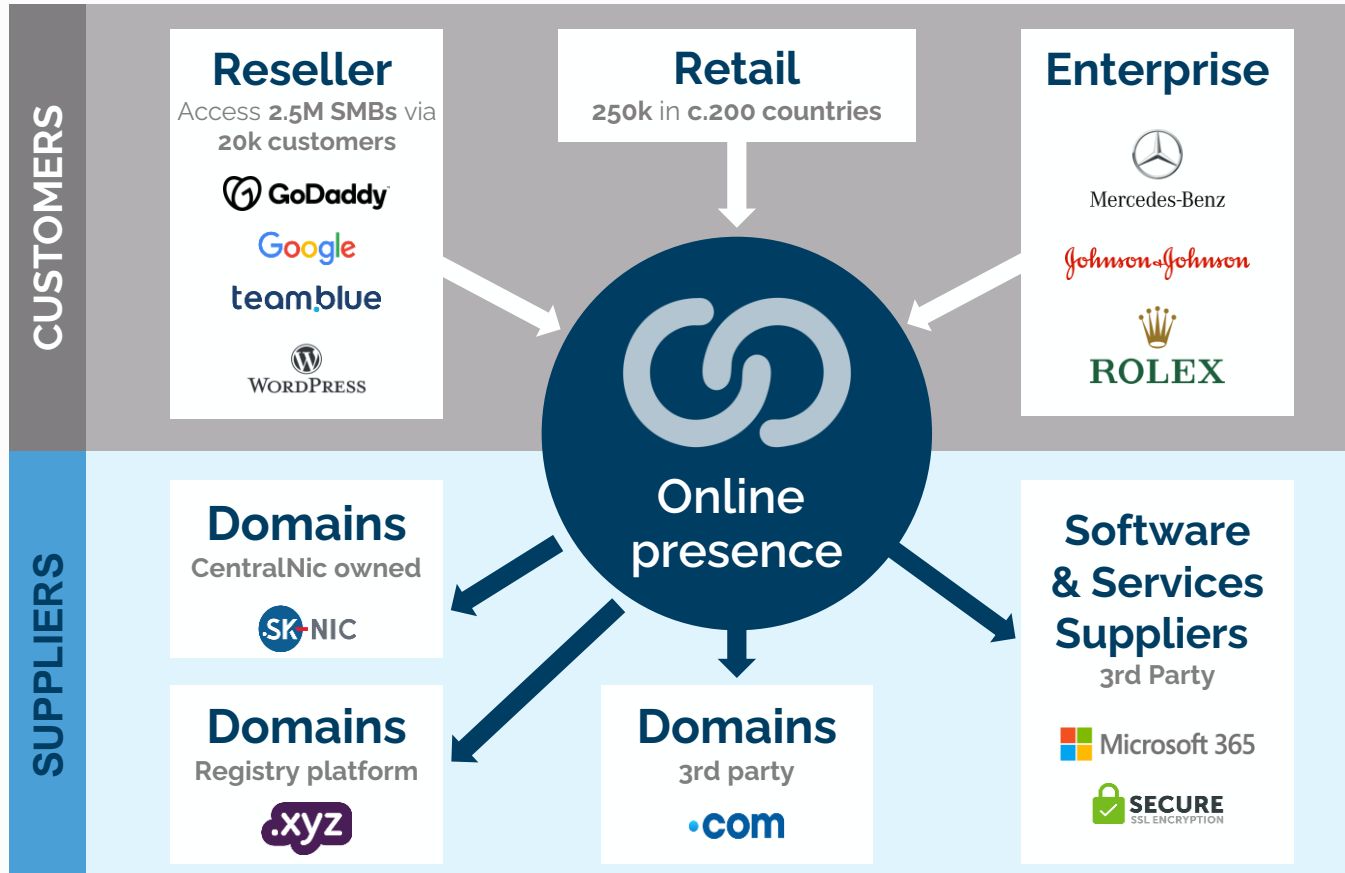 CUSTOMERS
Reseller
Access 2.5M SMBs via
20k customers
GoDaddy
Google
team.blue
WORDPRESS
Retail
250k in c.200 countries
Enterprise
Mercedes-Benz
Johnson&Johnson
ROLEX
Online
presence
SUPPLIERS
Domains
CentralNic owned
.SK-NIC
Domains
Registry platform
.xyz
Domains
3rd party
.com
Software
& Services
Suppliers
3rd Party
Microsoft 365
SECURE
SSL ENCRYPTION